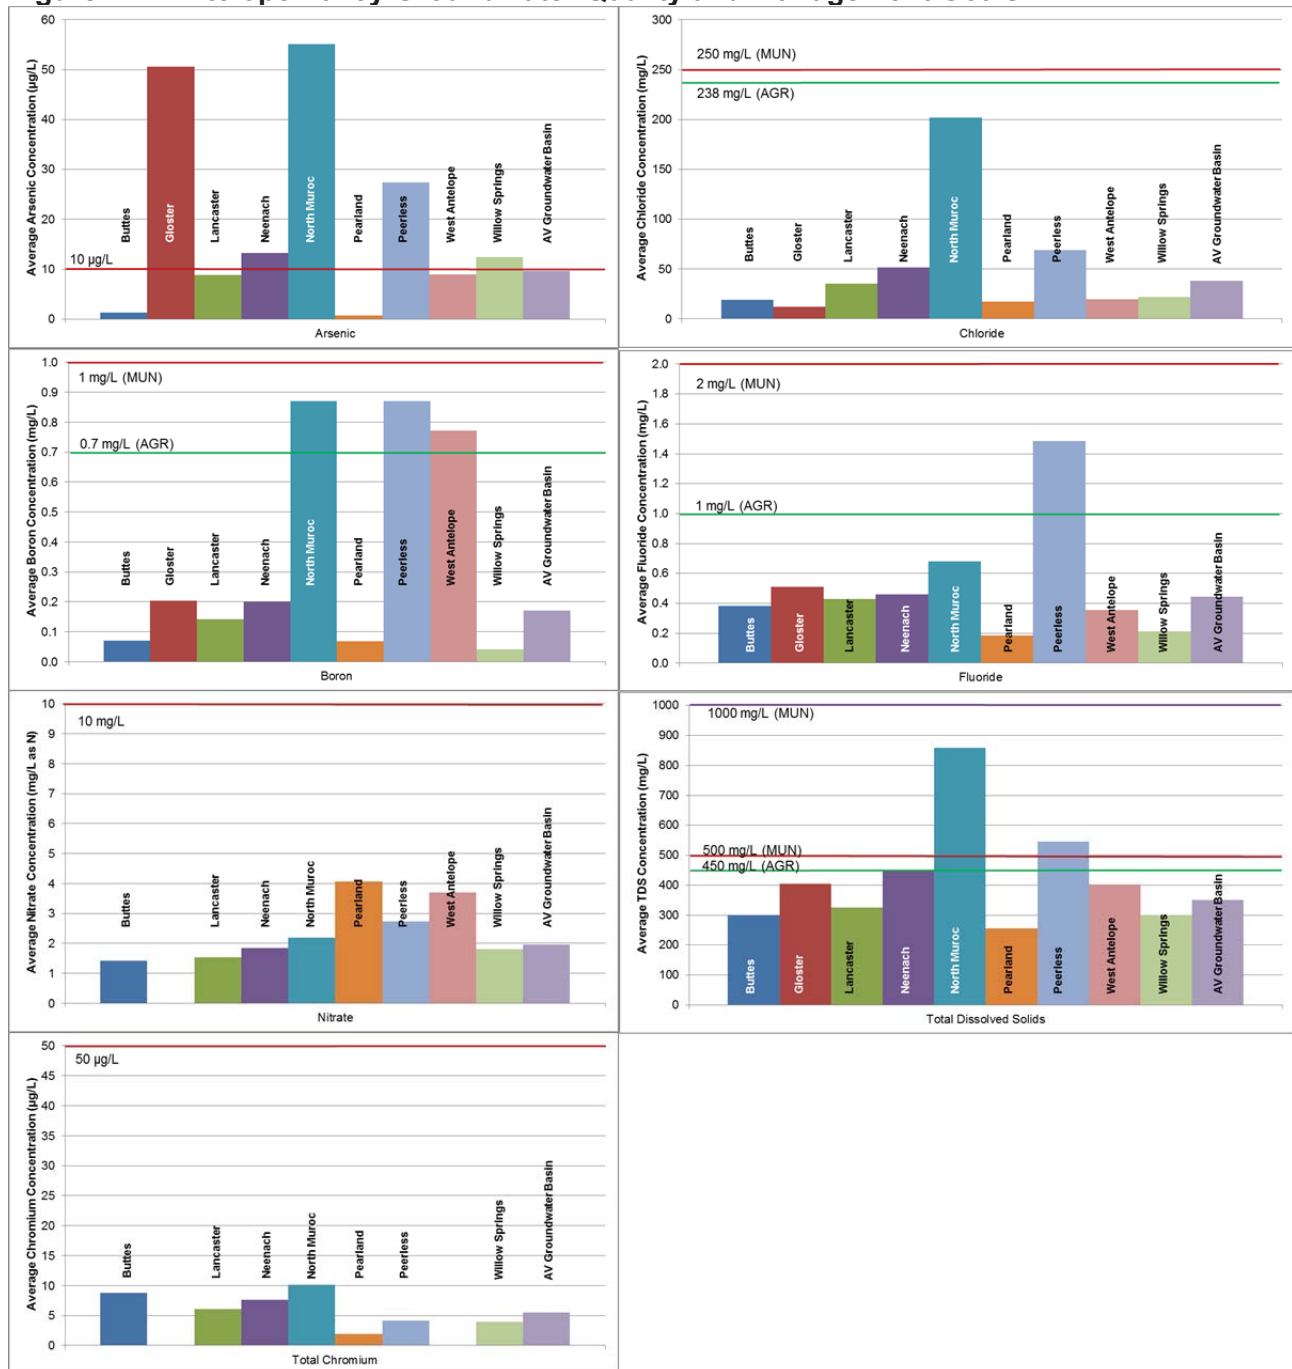 60
50
40
30
20
10
0
Average Arsenic Concentration (µg/L)
10 µg/L
Buttes
Gloster
Lancaster
Neenach
North Muroc
Pearland
Peerless
West Antelope
Willow Springs
AV Groundwater Basin
Arsenic
300
250
200
150
100
50
0
Average Chloride Concentration (mg/L)
250 mg/L (MUN)
238 mg/L (AGR)
Buttes
Gloster
Lancaster
Neenach
North Muroc
Pearland
Peerless
West Antelope
Willow Springs
AV Groundwater Basin
Chloride
1.0
0.9
0.8
0.7
0.6
0.5
0.4
0.3
0.2
0.1
0.0
Average Boron Concentration (mg/L)
1 mg/L (MUN)
0.7 mg/L (AGR)
Buttes
Gloster
Lancaster
Neenach
North Muroc
Pearland
Peerless
West Antelope
Willow Springs
AV Groundwater Basin
Boron
2.0
1.8
1.6
1.4
1.2
1.0
0.8
0.6
0.4
0.2
0.0
Average Fluoride Concentration (mg/L)
2 mg/L (MUN)
1 mg/L (AGR)
Buttes
Gloster
Lancaster
Neenach
North Muroc
Pearland
Peerless
West Antelope
Willow Springs
AV Groundwater Basin
Fluoride
10
9
8
7
6
5
4
3
2
1
0
Average Nitrate Concentration (mg/L as N)
10 mg/L
Buttes
Lancaster
Neenach
North Muroc
Pearland
Peerless
West Antelope
Willow Springs
AV Groundwater Basin
Nitrate
1000
900
800
700
600
500
400
300
200
100
0
Average TDS Concentration (mg/L)
1000 mg/L (MUN)
500 mg/L (MUN)
450 mg/L (AGR)
Buttes
Gloster
Lancaster
Neenach
North Muroc
Pearland
Peerless
West Antelope
Willow Springs
AV Groundwater Basin
Total Dissolved Solids
50
45
40
35
30
25
20
15
10
5
0
Average Chromium Concentration (µg/L)
50 µg/L
Buttes
Lancaster
Neenach
North Muroc
Pearland
Peerless
Willow Springs
AV Groundwater Basin
Total Chromium